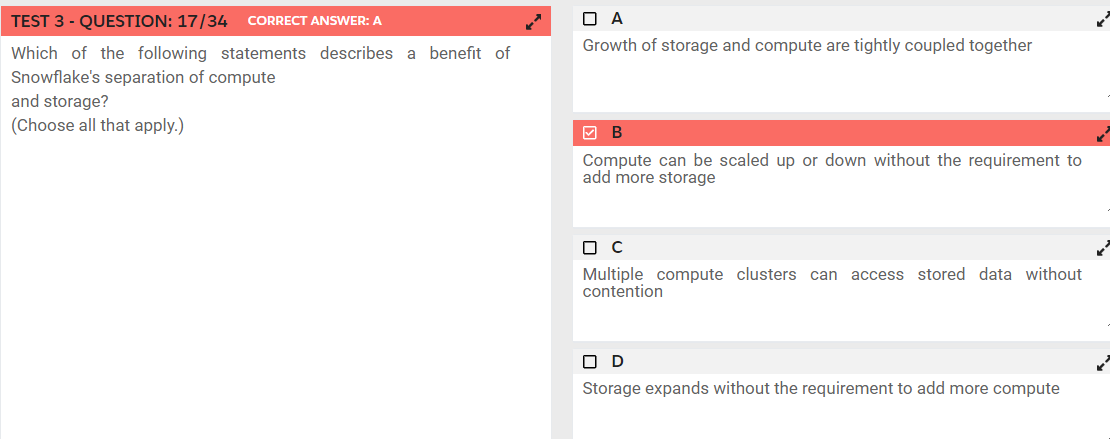 TEST 3 - QUESTION: 17/34 CORRECT ANSWER: A
Which of the following statements describes a benefit of
Snowflake's separation of compute
and storage?
(Choose all that apply.)
A
Growth of storage and compute are tightly coupled together
B
Compute can be scaled up or down without the requirement to
add more storage
C
Multiple compute clusters can access stored data without
contention
D
Storage expands without the requirement to add more compute